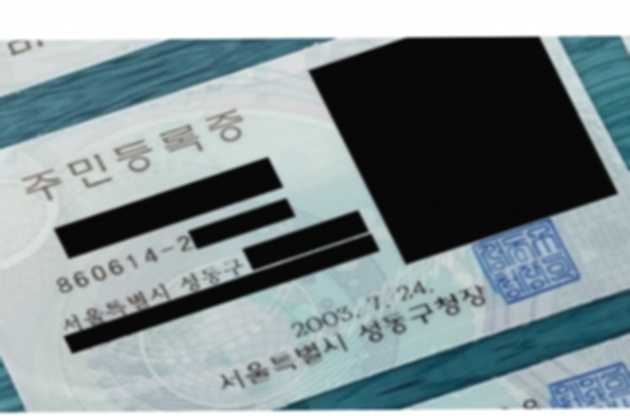 주민등록증
860614-2
서울특별시 성동구
2003. 7. 24.
서울특별시 성동구청장
8